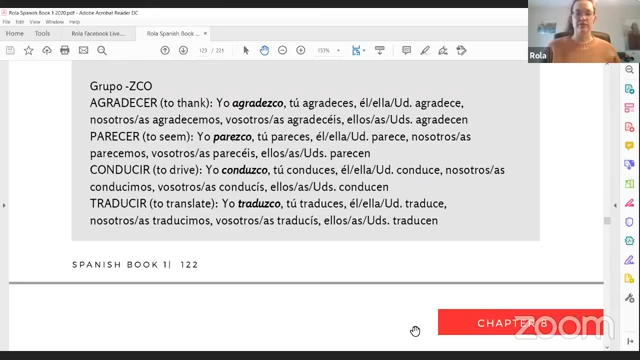 Rola Spanish Book 1 2020.pdf - Adobe Acrobat Reader DC
File Edit View Window Help
Home Tools Rola Facebook Live... Rola Spanish Book ... ×
123 / 221 153%
Rola
Grupo -ZCO
AGRADECER (to thank): Yo agradezco, tú agradeces, él/ella/Ud. agradece,
nosotros/as agradecemos, vosotros/as agradecéis, ellos/as/Uds. agradecen
PARECER (to seem): Yo parezco, tú pareces, él/ella/Ud. parece, nosotros/as
parecemos, vosotros/as parecéis, ellos/as/Uds. parecen
CONDUCIR (to drive): Yo conduzco, tú conduces, él/ella/Ud. conduce, nosotros/as
conducimos, vosotros/as conducís, ellos/as/Uds. conducen
TRADUCIR (to translate): Yo traduzco, tú traduces, él/ella/Ud. traduce,
nosotros/as traducimos, vosotros/as traducís, ellos/as/Uds. traducen
SPANISH BOOK 1| 122
CHAPTER 8
zoom